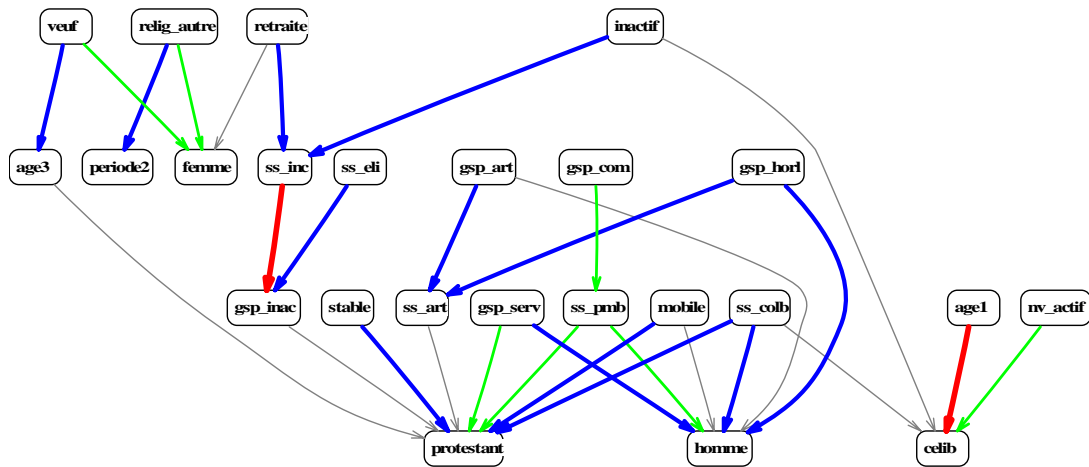 veuf relig_autre retraite inactif
age3 periode2 femme ss_inc ss_eli gsp_art gsp_com gsp_horl
gsp_inac stable ss_art gsp_serv ss_pmb mobile ss_colb age1 nv_actif
protestant homme celib